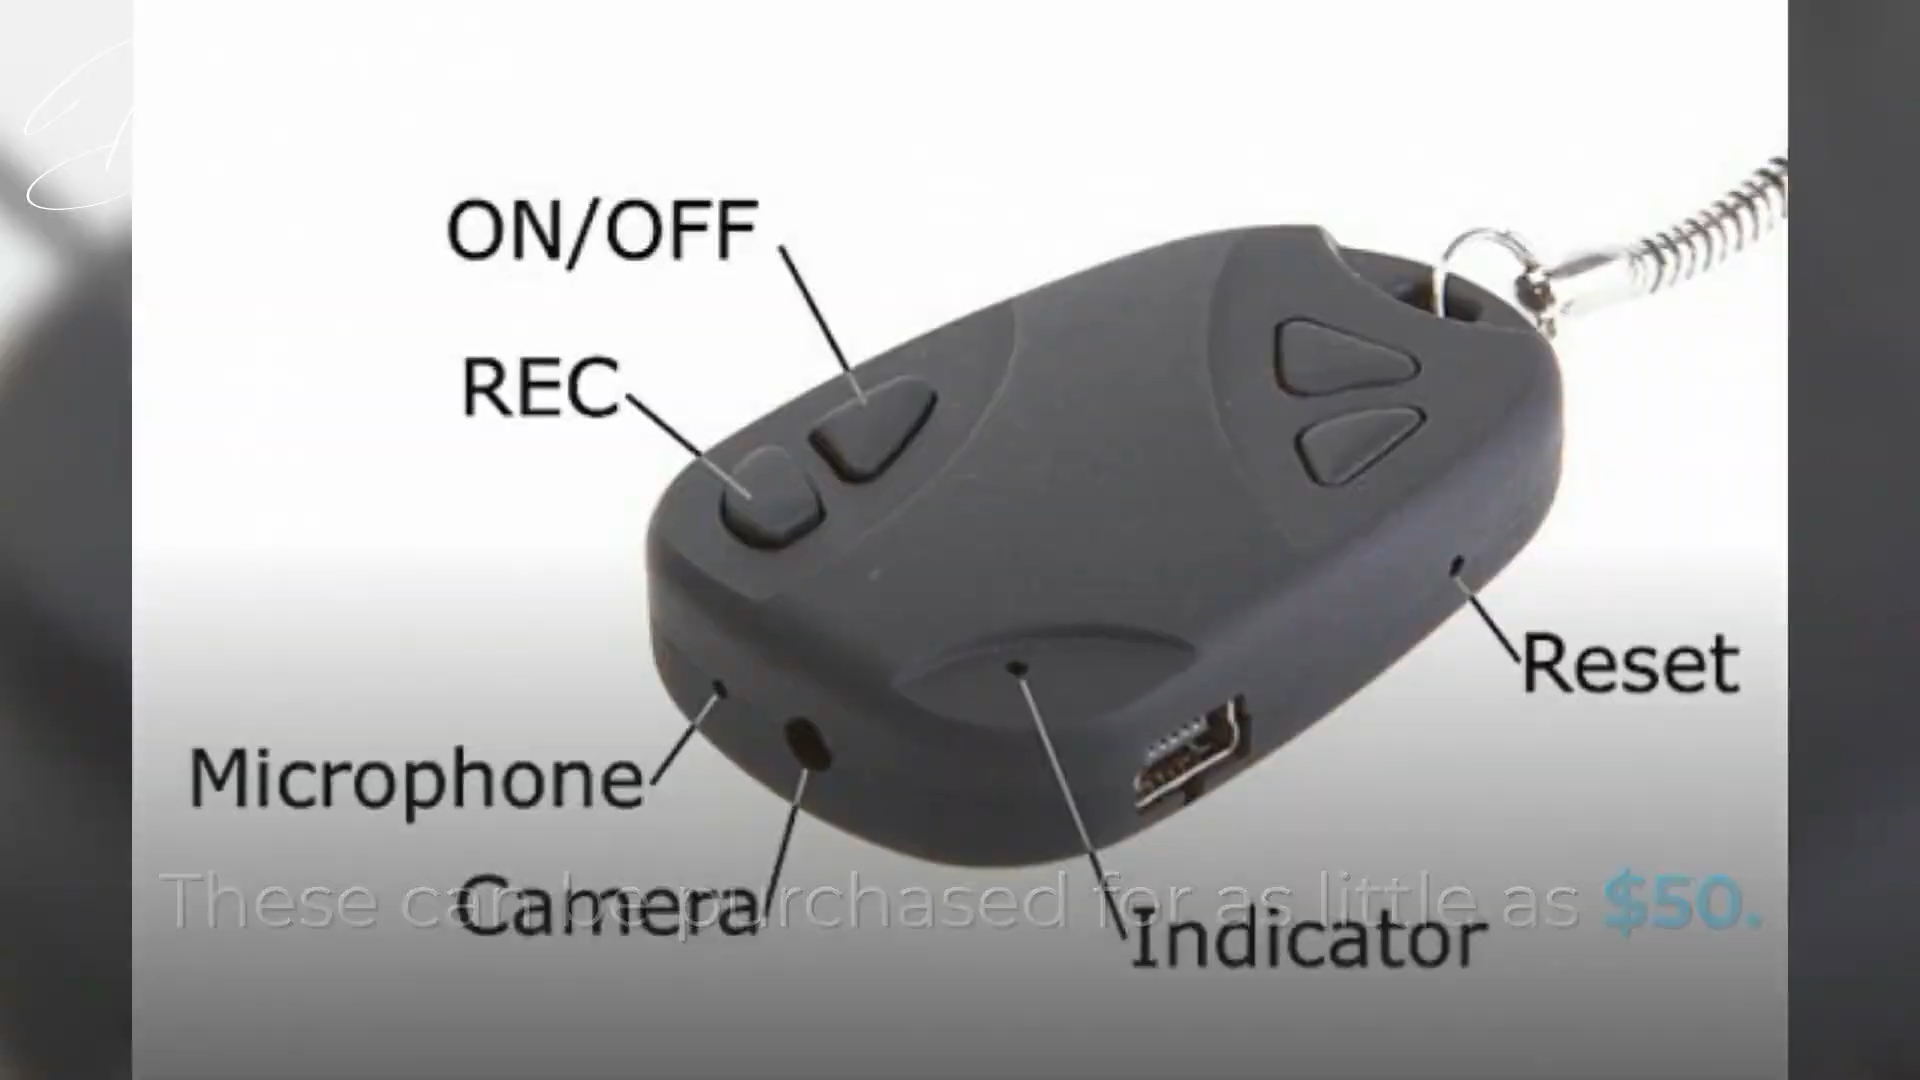 ON/OFF
REC
Reset
Microphone
Camera
These can be purchased for as little as $50.
Indicator